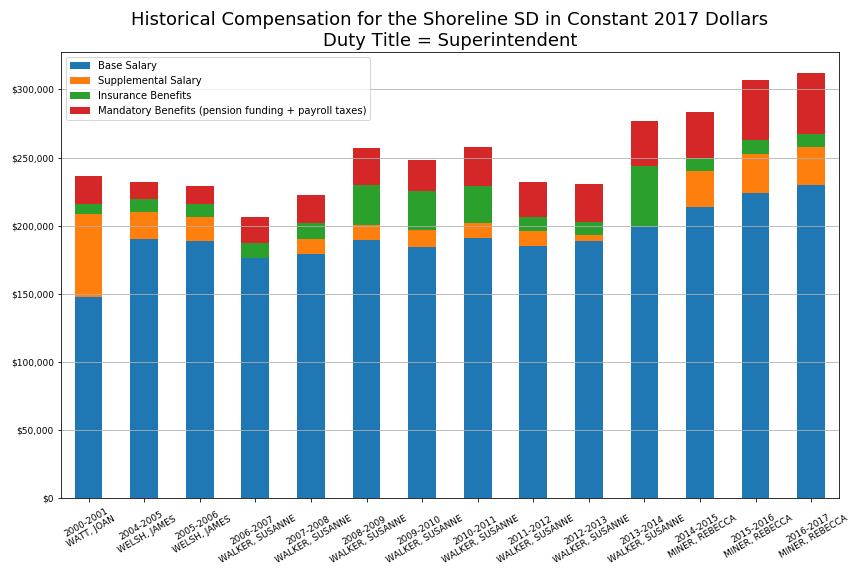 Historical Compensation for the Shoreline SD in Constant 2017 Dollars
Duty Title = Superintendent
Base Salary
Supplemental Salary
Insurance Benefits
Mandatory Benefits (pension funding + payroll taxes)
$300,000
$250,000
$200,000
$150,000
$100,000
$50,000
$0
2000-2001
WATT, JOAN
2004-2005
WELSH, JAMES
2005-2006
WELSH, JAMES
2006-2007
WALKER, SUSANNE
2007-2008
WALKER, SUSANNE
2008-2009
WALKER, SUSANNE
2009-2010
WALKER, SUSANNE
2010-2011
WALKER, SUSANNE
2011-2012
WALKER, SUSANNE
2012-2013
WALKER, SUSANNE
2013-2014
WALKER, SUSANNE
2014-2015
MINER, REBECCA
2015-2016
MINER, REBECCA
2016-2017
MINER, REBECCA